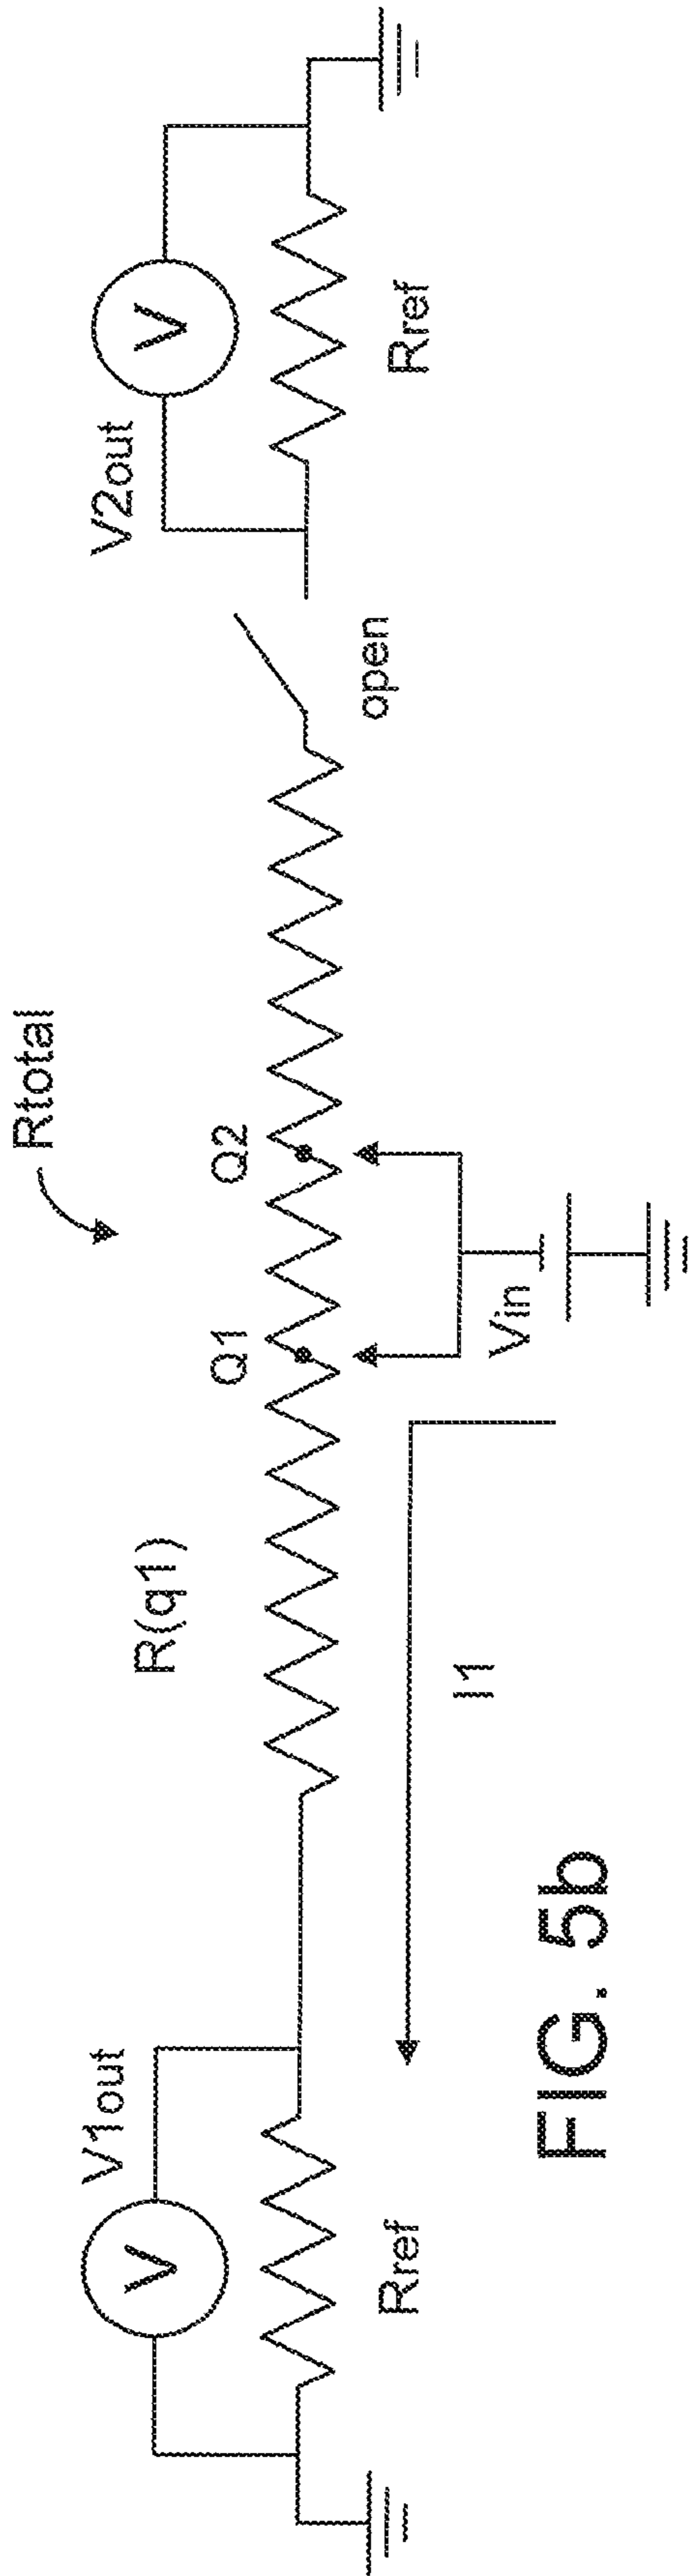 Rtotal
V1out
V
Rref
R(q1)
Q1
Q2
V2out
V
Rref
open
Vin
I1
FIG. 5b